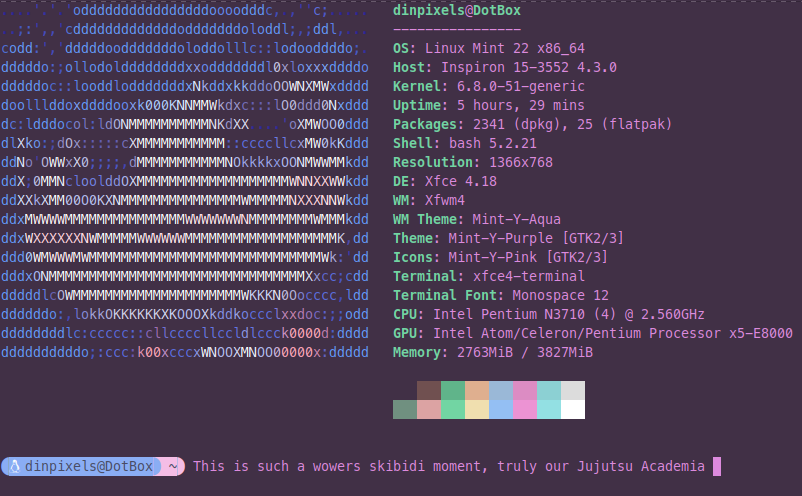 dinpixels@DotBox
----------------
OS: Linux Mint 22 x86_64
Host: Inspiron 15-3552 4.3.0
Kernel: 6.8.0-51-generic
Uptime: 5 hours, 29 mins
Packages: 2341 (dpkg), 25 (flatpak)
Shell: bash 5.2.21
Resolution: 1366x768
DE: Xfce 4.18
WM: Xfwm4
WM Theme: Mint-Y-Aqua
Theme: Mint-Y-Purple [GTK2/3]
Icons: Mint-Y-Pink [GTK2/3]
Terminal: xfce4-terminal
Terminal Font: Monospace 12
CPU: Intel Pentium N3710 (4) @ 2.560GHz
GPU: Intel Atom/Celeron/Pentium Processor x5-E8000
Memory: 2763MiB / 3827MiB
dinpixels@DotBox ~ This is such a wowers skibidi moment, truly our Jujutsu Academia